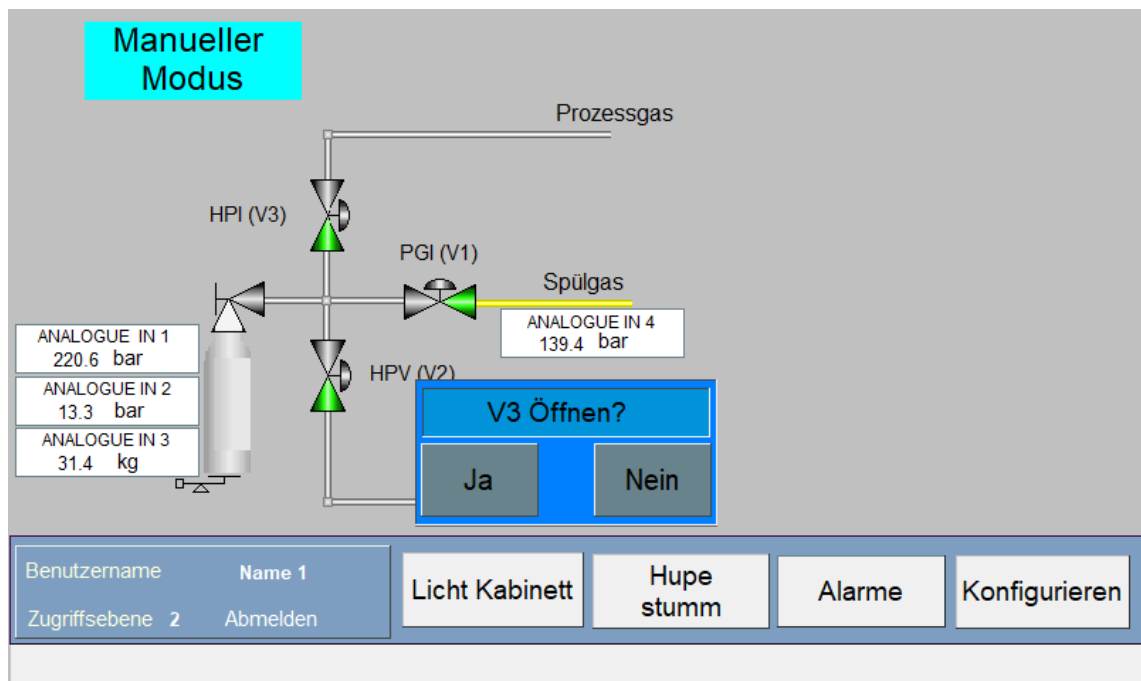 Manueller
Modus
Prozessgas
HPI (V3)
PGI (V1)
Spülgas
ANALOGUE IN 4
139.4 bar
ANALOGUE IN 1
220.6 bar
ANALOGUE IN 2
13.3 bar
ANALOGUE IN 3
31.4 kg
HPV (V2)
V3 Öffnen?
Ja Nein
Benutzername Name 1
Zugriffsebene 2 Abmelden
Licht Kabinett
Hupe
stumm
Alarme
Konfigurieren